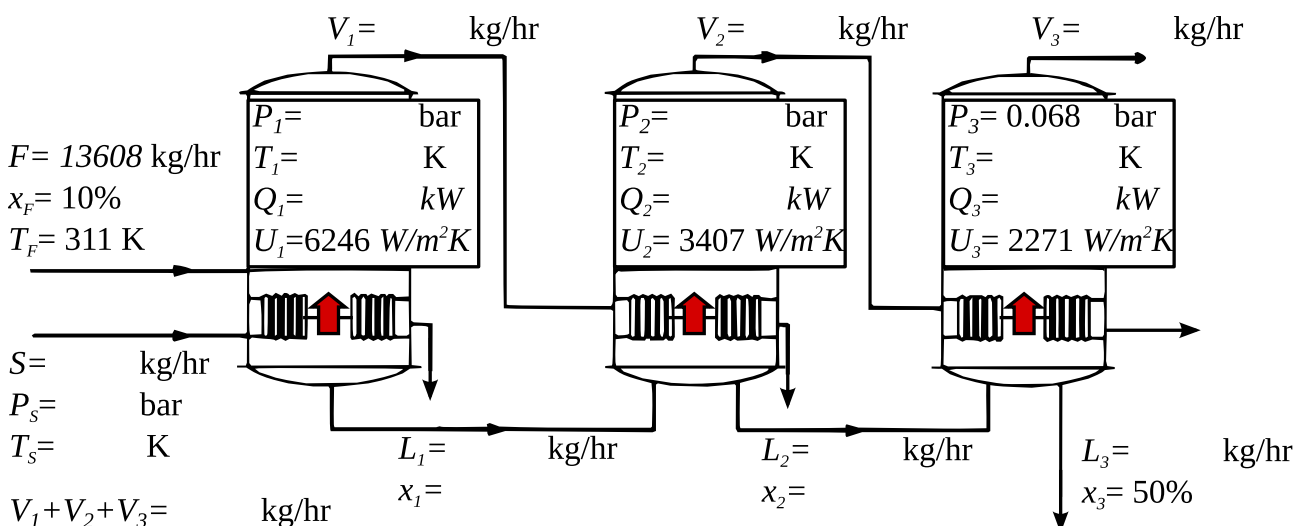 V1= kg/hr
V2= kg/hr
V3= kg/hr
P1= bar
T1= K
Q1= kW
U1=6246 W/m²K
P2= bar
T2= K
Q2= kW
U2= 3407 W/m²K
P3= 0.068 bar
T3= K
Q3= kW
U3= 2271 W/m²K
F= 13608 kg/hr
xF= 10%
TF= 311 K
S= kg/hr
PS= bar
TS= K
V1+V2+V3= kg/hr
L1= kg/hr
x1=
L2= kg/hr
x2=
L3= kg/hr
x3= 50%